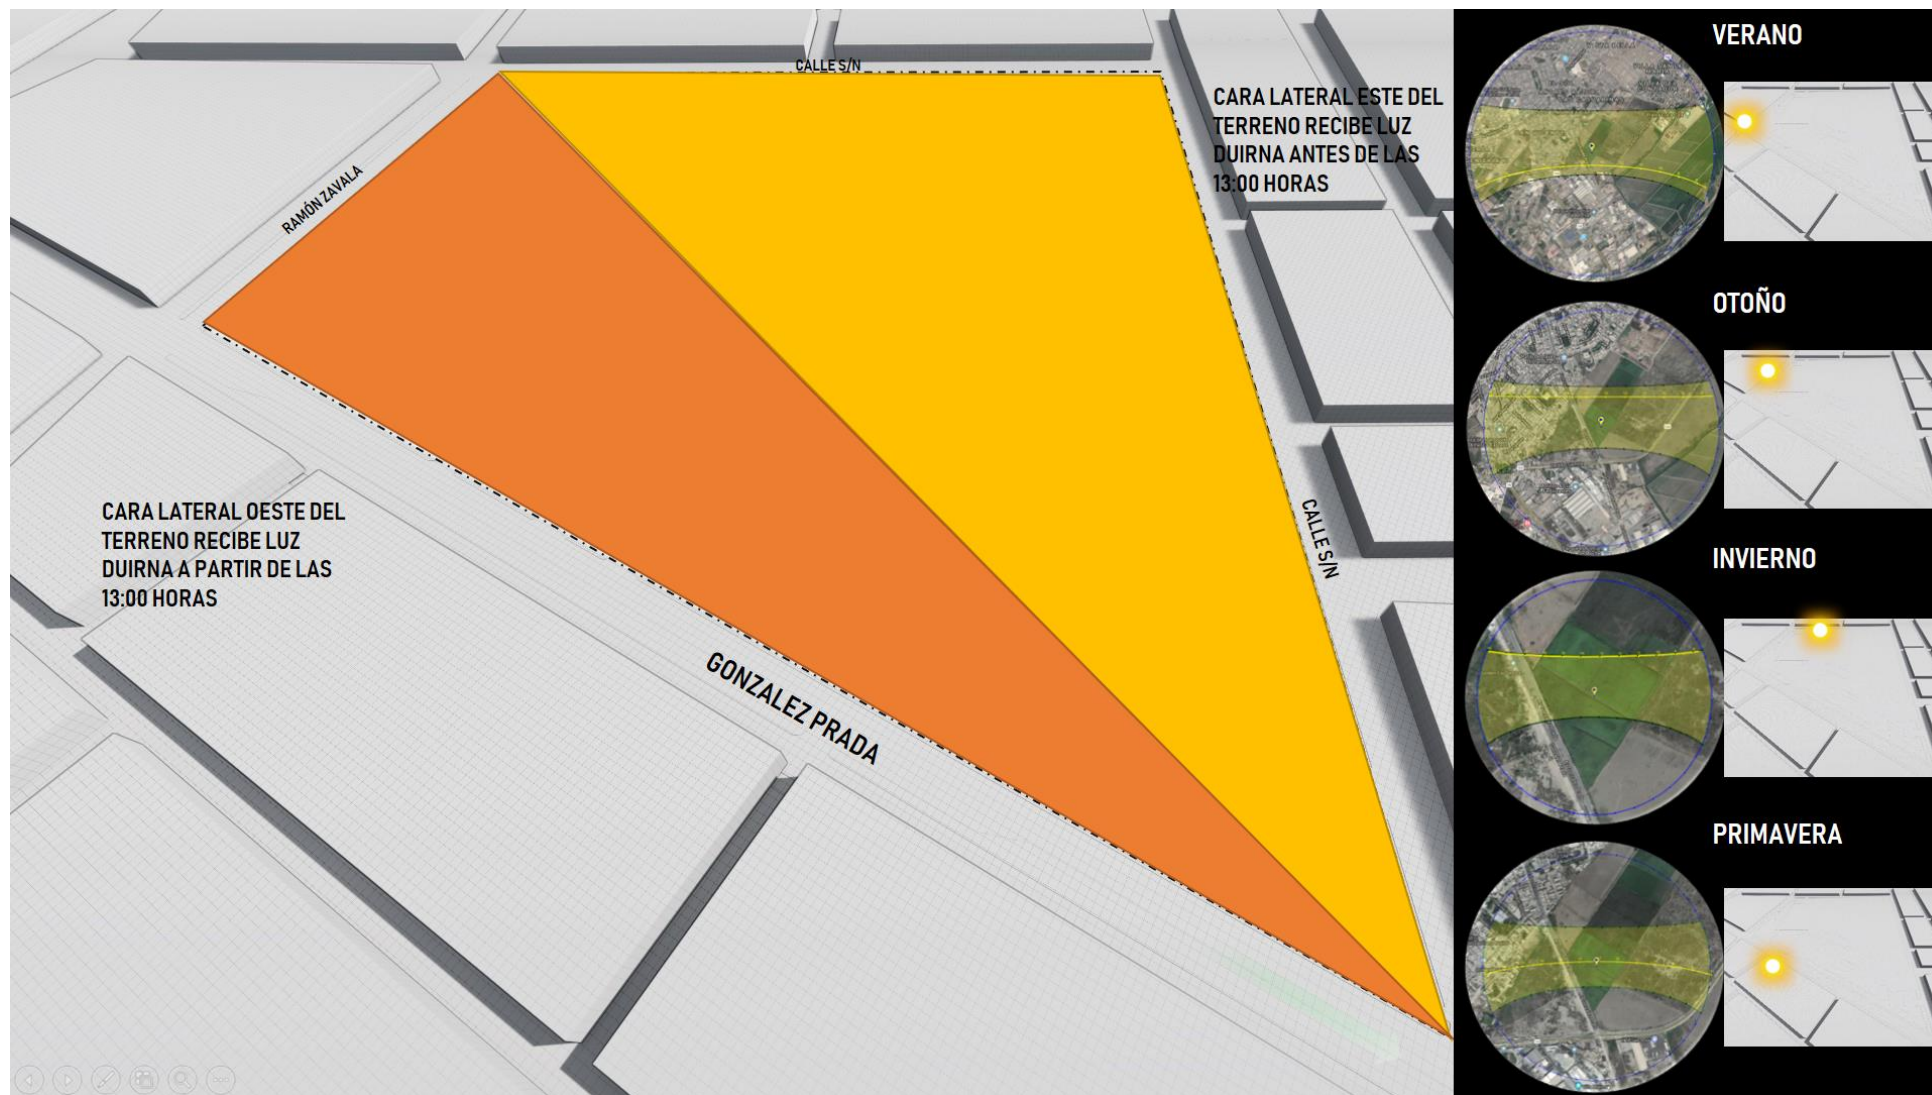 CALLE S/N
RAMÓN ZAVALA
CARA LATERAL ESTE DEL
TERRENO RECIBE LUZ
DUIRNA ANTES DE LAS
13:00 HORAS
CARA LATERAL OESTE DEL
TERRENO RECIBE LUZ
DUIRNA A PARTIR DE LAS
13:00 HORAS
CALLE S/N
GONZALEZ PRADA
VERANO
OTOÑO
INVIERNO
PRIMAVERA